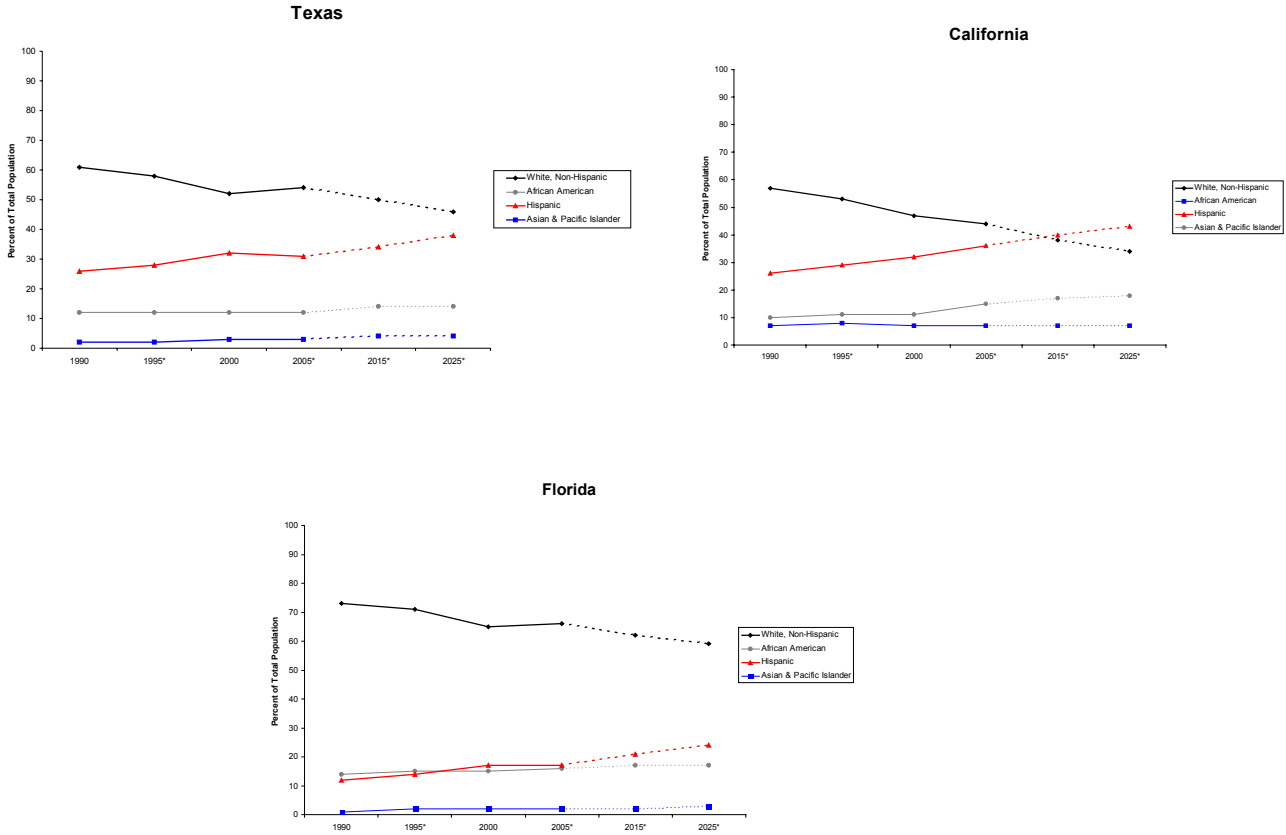 Texas
100
90
80
70
60
50
40
30
20
10
0
Percent of Total Population
1990 1995* 2000 2005* 2015* 2025*
White, Non-Hispanic
African American
Hispanic
Asian & Pacific Islander
California
100
90
80
70
60
50
40
30
20
10
0
Percent of Total Population
1990 1995* 2000 2005* 2015* 2025*
White, Non-Hispanic
African American
Hispanic
Asian & Pacific Islander
Florida
100
90
80
70
60
50
40
30
20
10
0
Percent of Total Population
1990 1995* 2000 2005* 2015* 2025*
White, Non-Hispanic
African American
Hispanic
Asian & Pacific Islander